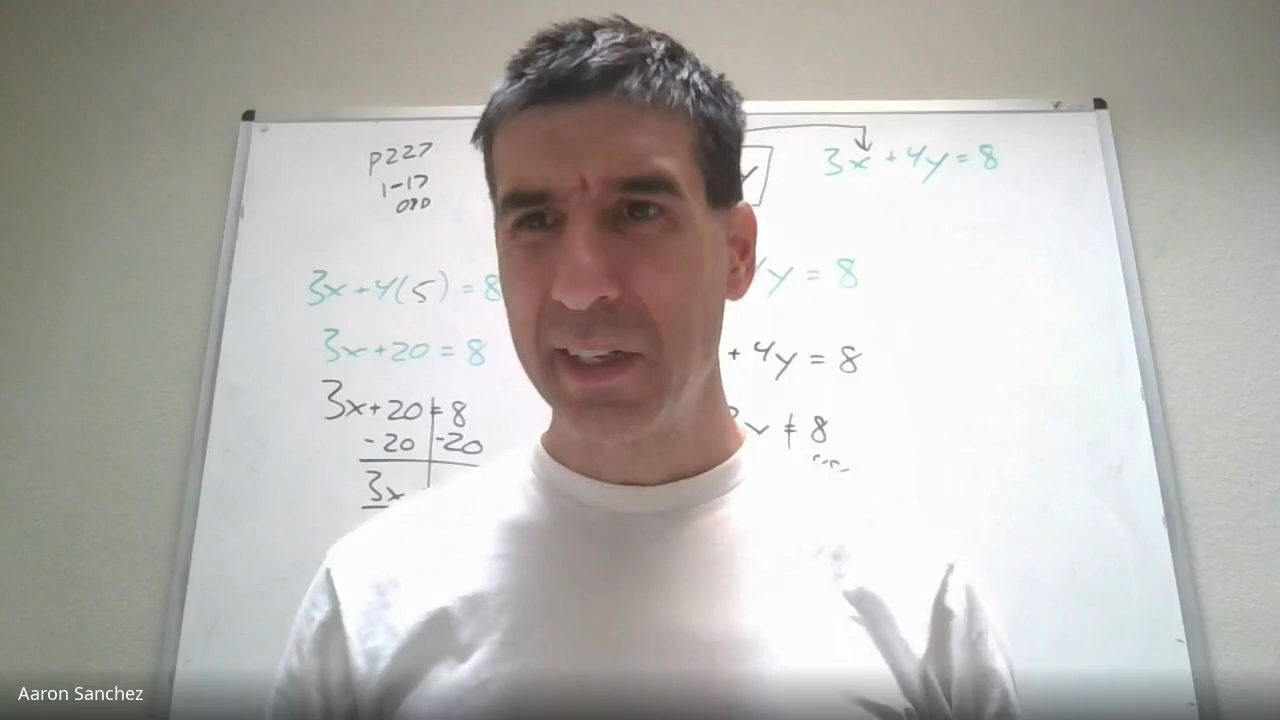 p227
1-17
ODD
3x + 4y = 8
3x + 4(5) = 8
y = 8
3x + 20 = 8
+ 4y = 8
3x + 20 = 8
-20 -20
= 8
3x
Aaron Sanchez